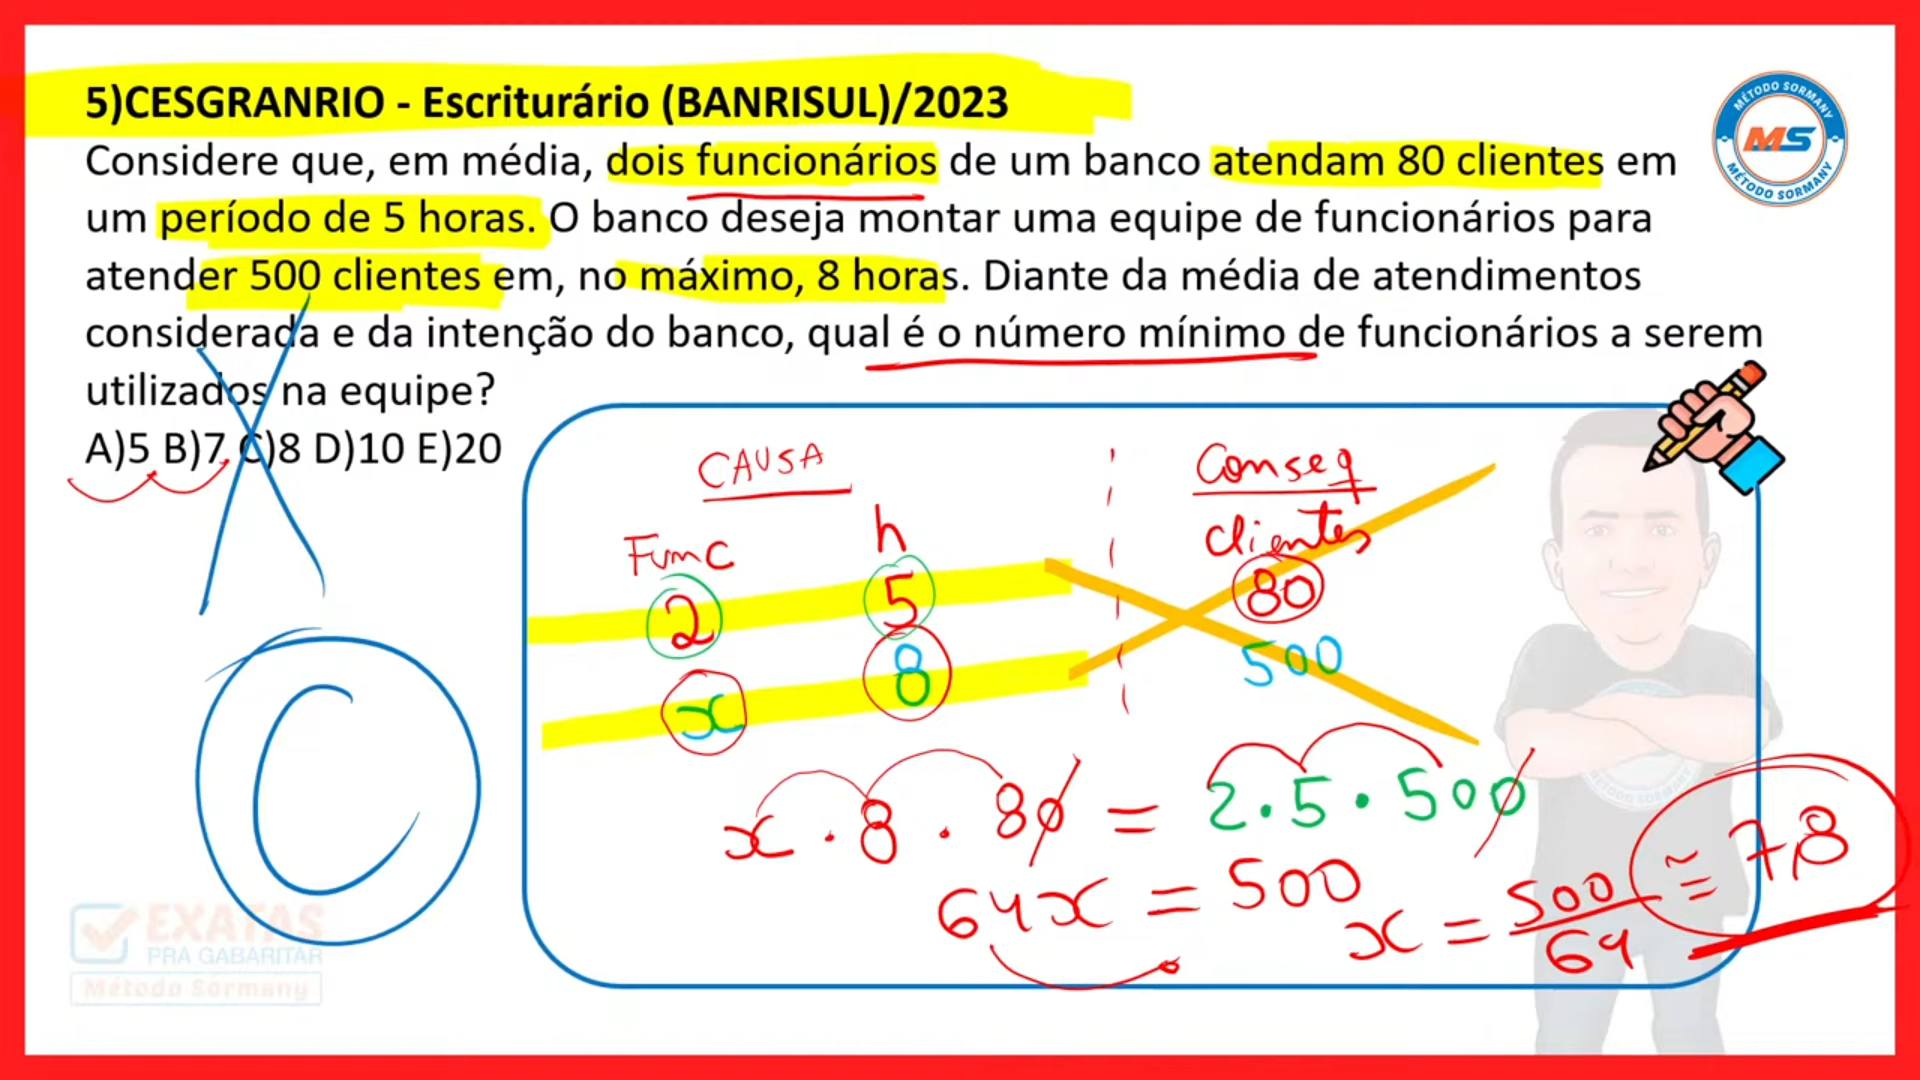 5)CESGRANRIO - Escriturário (BANRISUL)/2023
Considere que, em média, dois funcionários de um banco atendam 80 clientes em
um período de 5 horas. O banco deseja montar uma equipe de funcionários para
atender 500 clientes em, no máximo, 8 horas. Diante da média de atendimentos
considerada e da intenção do banco, qual é o número mínimo de funcionários a serem
utilizados na equipe?
A)5 B)7 C)8 D)10 E)20
MÉTODO SORMANY
MS
MÉTODO SORMANY
CAUSA
Conseq
Func h clientes
2 5 80
x 8 500
x . 8 . 80 = 2 . 5 . 500
64x = 500
x = 500/64 ≅ 7,8
C
EXATAS
PRA GABARITAR
Método Sormany